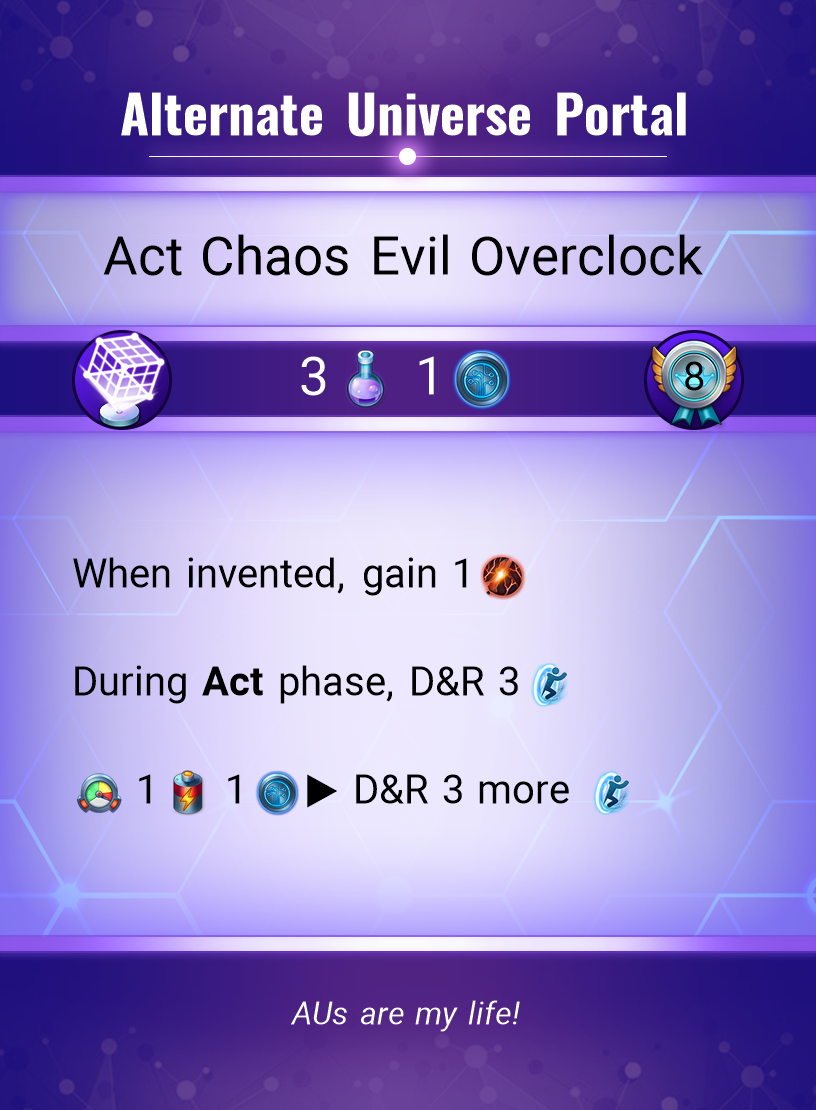 Alternate Universe Portal
Act Chaos Evil Overclock
3 1 8
When invented, gain 1
During Act phase, D&R 3
1 1 ▶ D&R 3 more
AUs are my life!